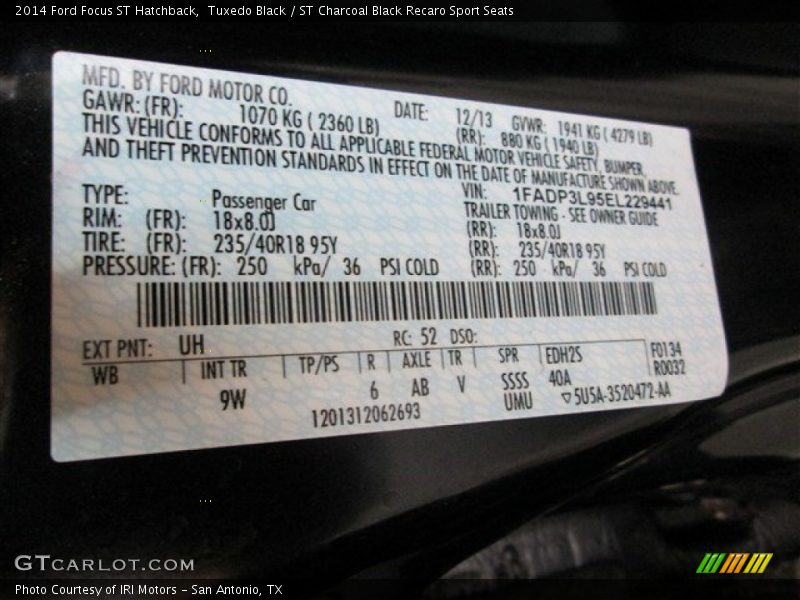 2014 Ford Focus ST Hatchback,  Tuxedo Black / ST Charcoal Black Recaro Sport Seats
MFD. BY FORD MOTOR CO.
DATE: 12/13 GVWR: 1941 KG ( 4279 LB)
GAWR: (FR): 1070 KG ( 2360 LB) (RR): 880 KG ( 1940 LB)
THIS VEHICLE CONFORMS TO ALL APPLICABLE FEDERAL MOTOR VEHICLE SAFETY, BUMPER,
AND THEFT PREVENTION STANDARDS IN EFFECT ON THE DATE OF MANUFACTURE SHOWN ABOVE.
VIN: 1FADP3L95EL229441
TYPE: Passenger Car TRAILER TOWING - SEE OWNER GUIDE
RIM: (FR): 18x8.0J (RR): 18x8.0J
TIRE: (FR): 235/40R18 95Y (RR): 235/40R18 95Y
PRESSURE: (FR): 250 kPa/ 36 PSI COLD (RR): 250 kPa/ 36 PSI COLD
EXT PNT: UH RC: 52 DSO:
WB INT TR TP/PS R AXLE TR SPR EDH2S F0134
9W 6 AB V SSSS 40A R0032
1201312062693 UMU ▽5U5A-3520472-AA
GTCARLOT.COM
Photo Courtesy of IRI Motors - San Antonio, TX